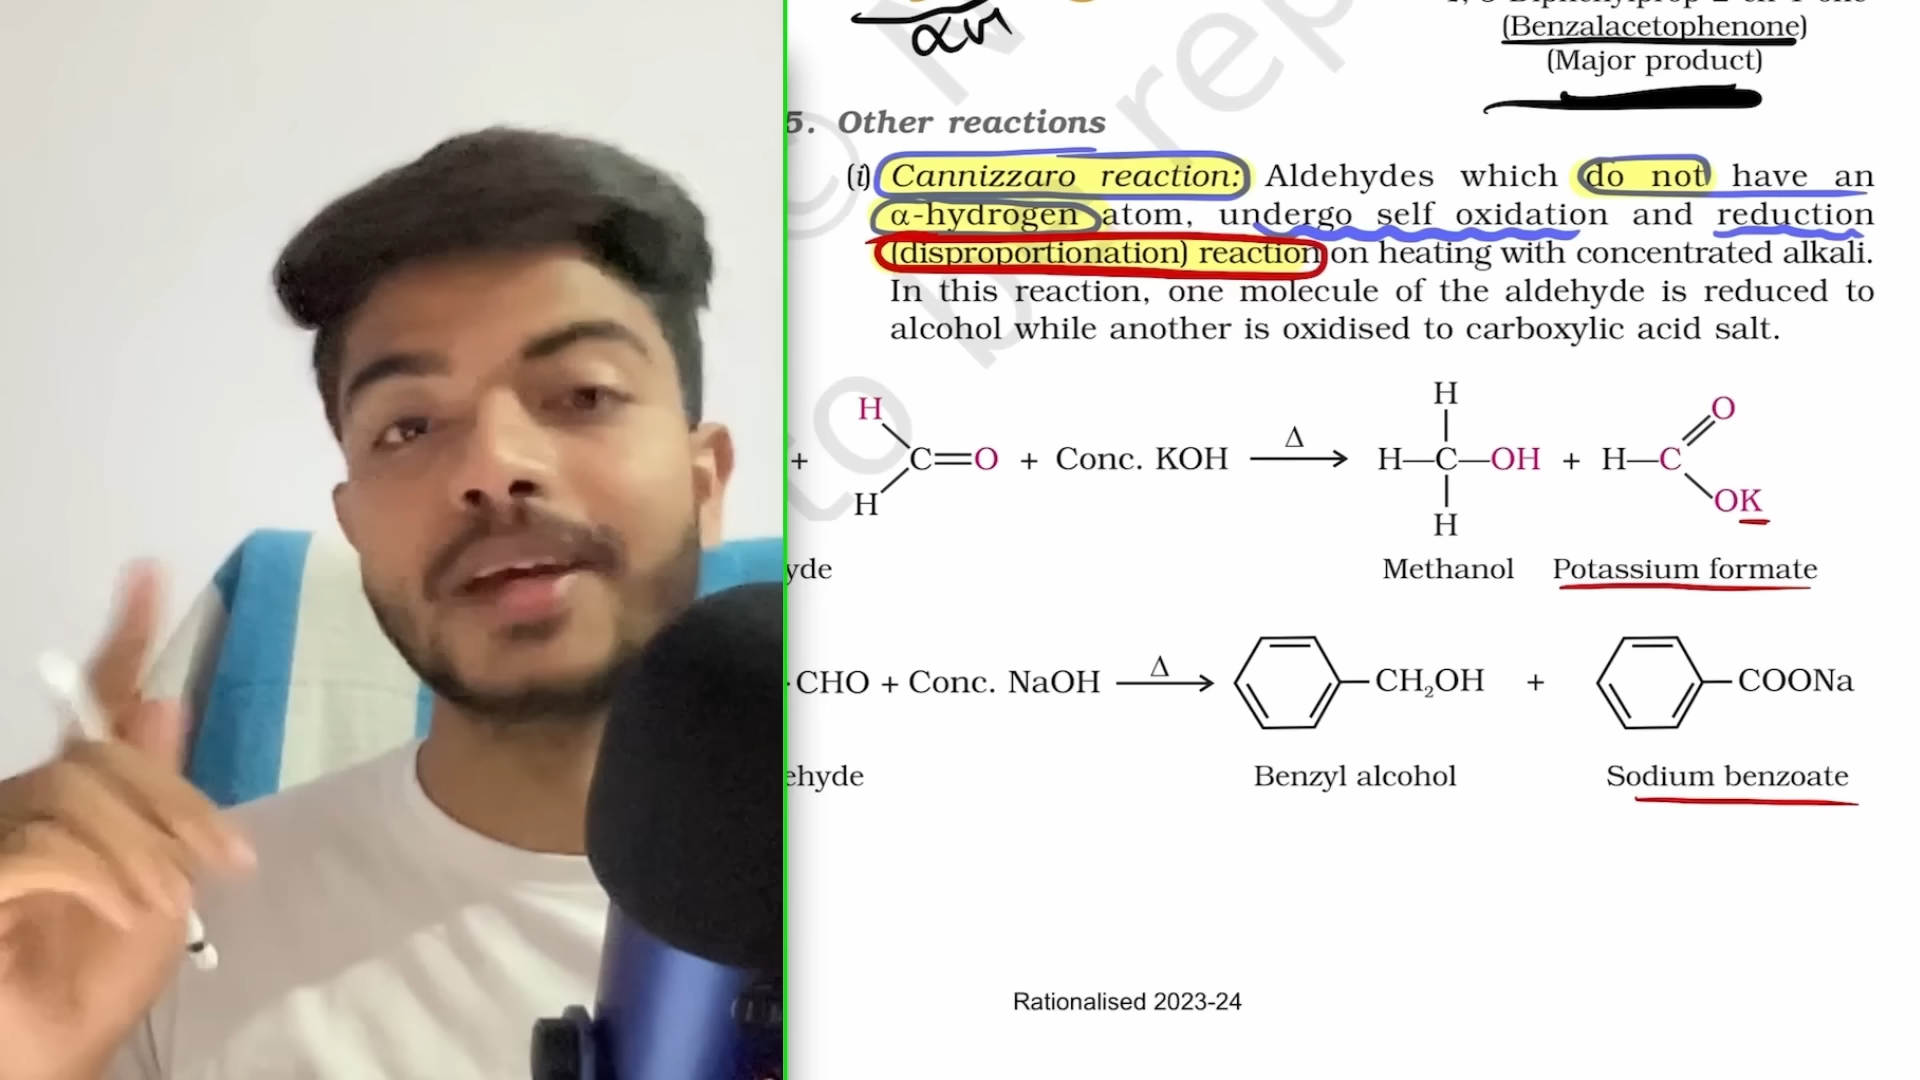 (Benzalacetophenone)
(Major product)
5. Other reactions
(i) Cannizzaro reaction: Aldehydes which do not have an
α-hydrogen atom, undergo self oxidation and reduction
(disproportionation) reaction on heating with concentrated alkali.
In this reaction, one molecule of the aldehyde is reduced to
alcohol while another is oxidised to carboxylic acid salt.
H H O
+ C=O + Conc. KOH Δ H—C—OH + H—C
H H OK
yde Methanol Potassium formate
CHO + Conc. NaOH Δ —CH₂OH + —COONa
ehyde Benzyl alcohol Sodium benzoate
Rationalised 2023-24